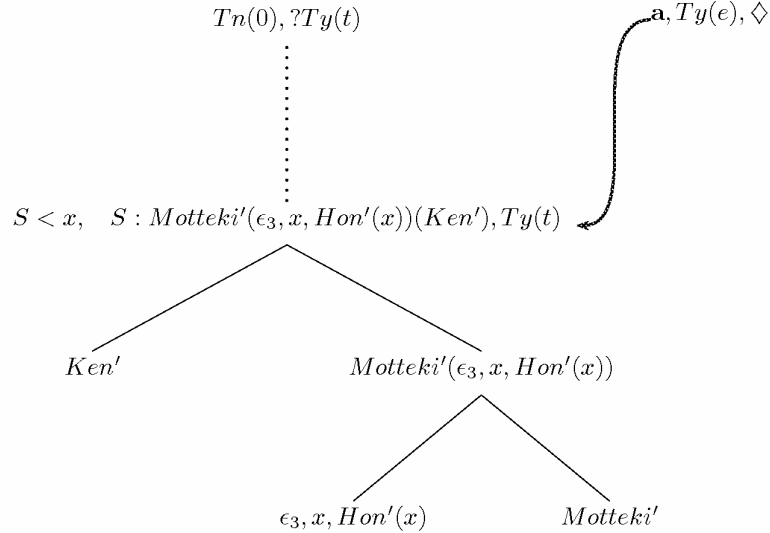 Tn(0), ?Ty(t)
a, Ty(e), ♢
S < x, S : Motteki′(ϵ₃, x, Hon′(x))(Ken′), Ty(t)
Ken′
Motteki′(ϵ₃, x, Hon′(x))
ϵ₃, x, Hon′(x)
Motteki′